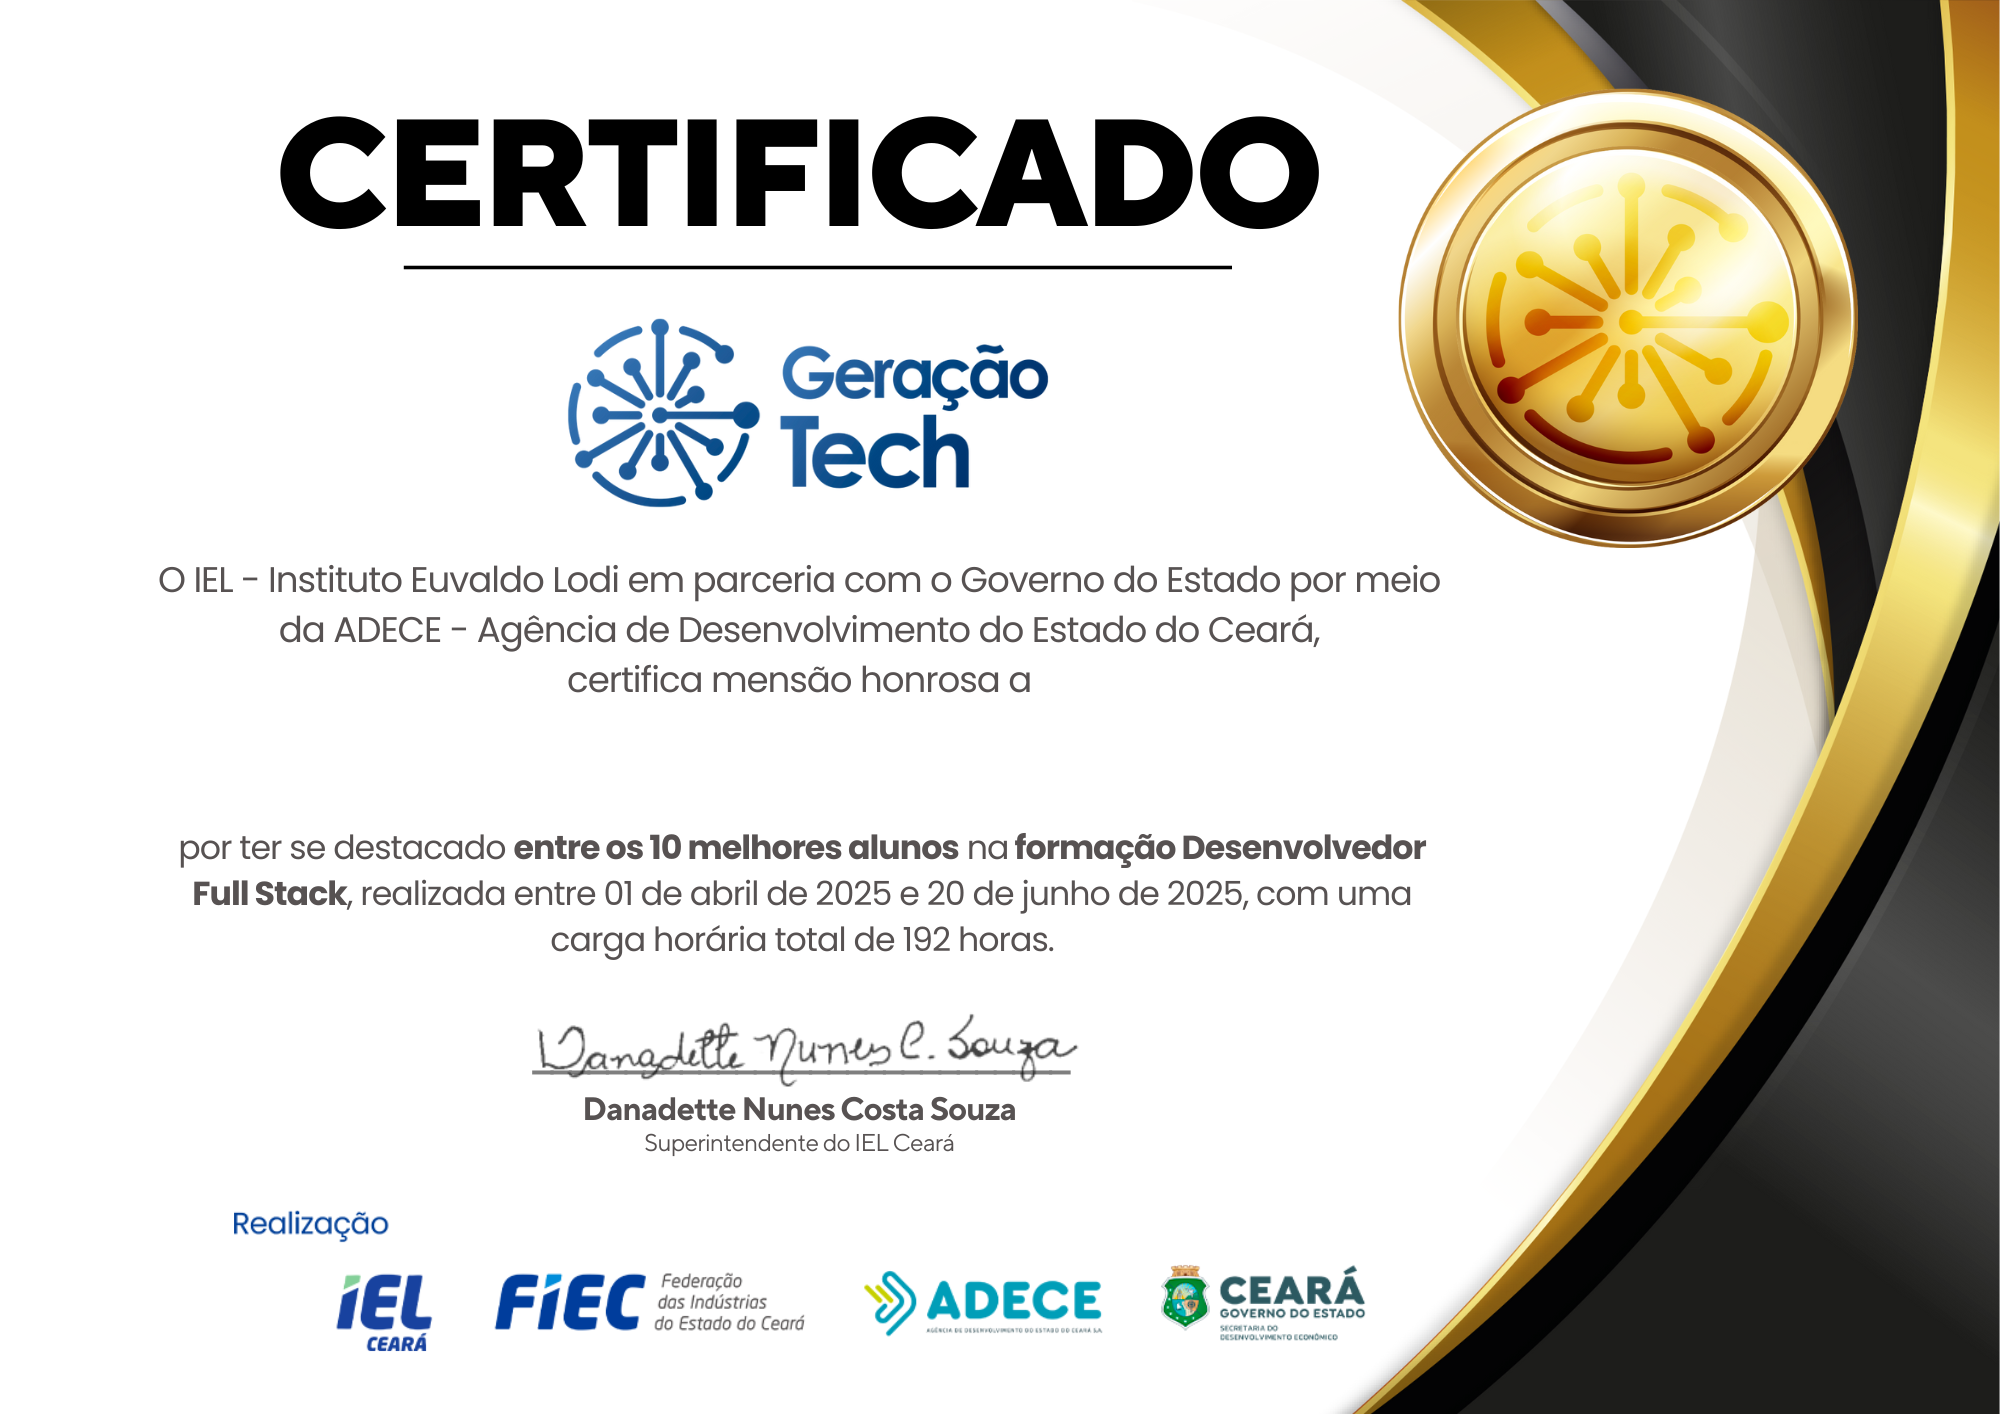 CERTIFICADO
Geração
Tech
O IEL - Instituto Euvaldo Lodi em parceria com o Governo do Estado por meio
da ADECE - Agência de Desenvolvimento do Estado do Ceará,
certifica mensão honrosa a
por ter se destacado entre os 10 melhores alunos na formação Desenvolvedor
Full Stack, realizada entre 01 de abril de 2025 e 20 de junho de 2025, com uma
carga horária total de 192 horas.
Danadette Nunes C. Souza
Danadette Nunes Costa Souza
Superintendente do IEL Ceará
Realização
iEL
CEARÁ
FiEC
Federação
das Indústrias
do Estado do Ceará
ADECE
AGÊNCIA DE DESENVOLVIMENTO DO ESTADO DO CEARÁ S.A.
CEARÁ
GOVERNO DO ESTADO
SECRETARIA DO
DESENVOLVIMENTO ECONÔMICO